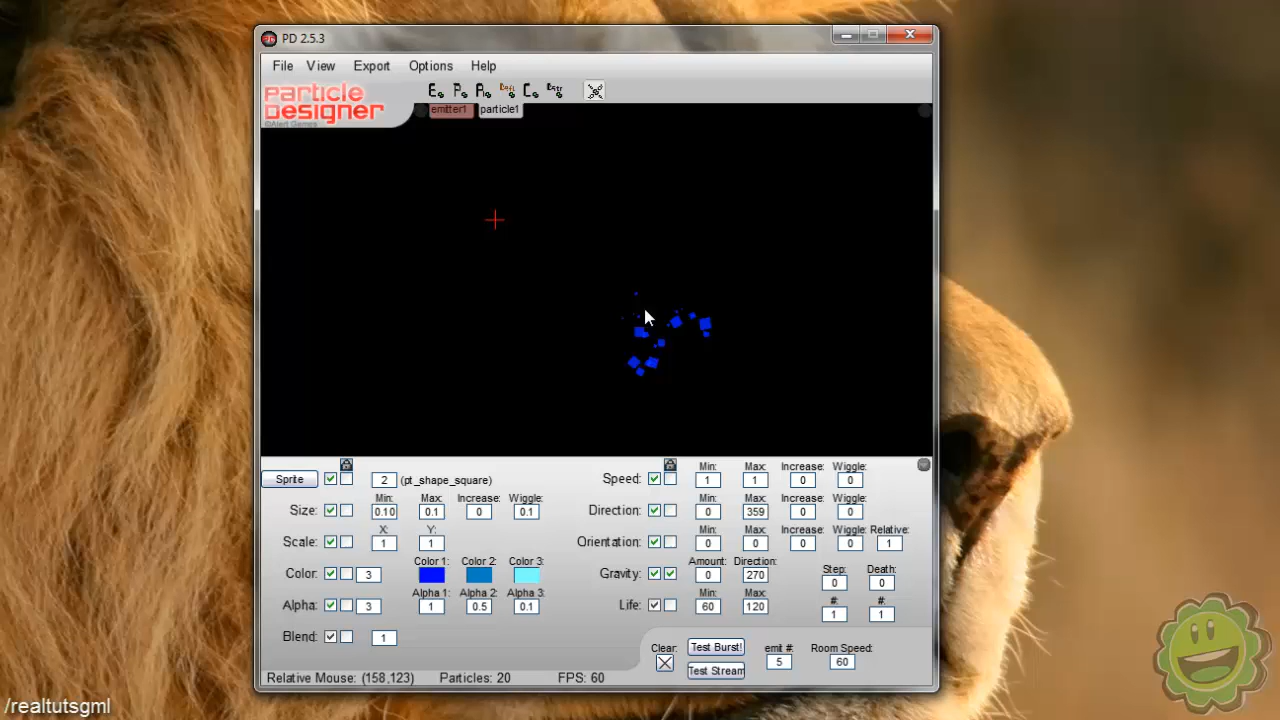 PD 2.5.3
File View Export Options Help
Particle
Designer
©Alert Games
emitter1 particle1
Sprite 2 (pt_shape_square)
Min: Max: Increase: Wiggle:
Size: 0.10 0.1 0 0.1
X: Y:
Scale: 1 1
Color 1: Color 2: Color 3:
Color: 3
Alpha 1: Alpha 2: Alpha 3:
Alpha: 3 1 0.5 0.1
Blend: 1
Min: Max: Increase: Wiggle:
Speed: 1 1 0 0
Min: Max: Increase: Wiggle:
Direction: 0 359 0 0
Min: Max: Increase: Wiggle: Relative:
Orientation: 0 0 0 0 1
Amount: Direction:
Gravity: 0 270
Min: Max:
Life: 60 120
Step: Death:
0 0
#: #:
1 1
Clear: Test Burst! emit #: Room Speed:
Test Stream 5 60
Relative Mouse: (158,123) Particles: 20 FPS: 60
/realtutsgml